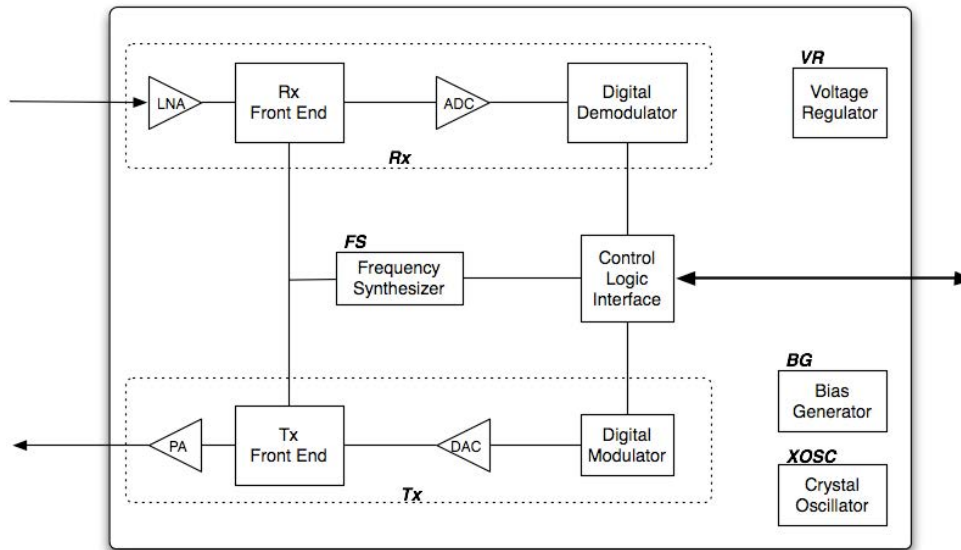 VR
LNA
Rx
Front End
ADC
Digital
Demodulator
Voltage
Regulator
Rx
FS
Frequency
Synthesizer
Control
Logic
Interface
BG
Bias
Generator
PA
Tx
Front End
DAC
Digital
Modulator
XOSC
Crystal
Oscillator
Tx